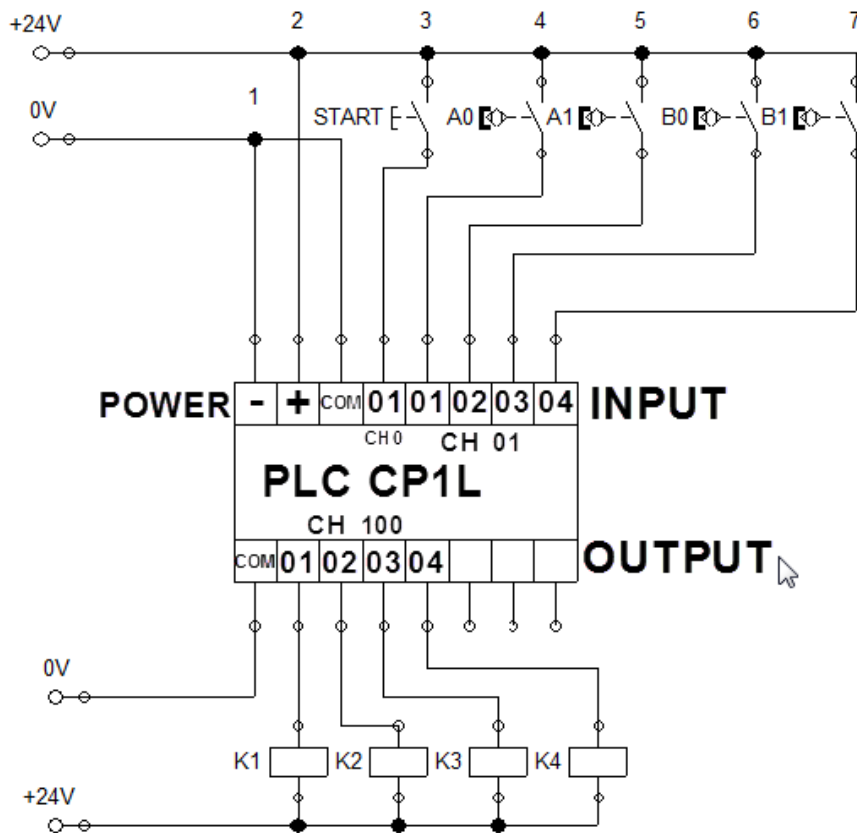 +24V 2 3 4 5 6 7
0V 1
START A0 A1 B0 B1
POWER - + COM 01 01 02 03 04 INPUT
CH 0 CH 01
PLC CP1L
CH 100
COM 01 02 03 04 OUTPUT
0V
K1 K2 K3 K4
+24V